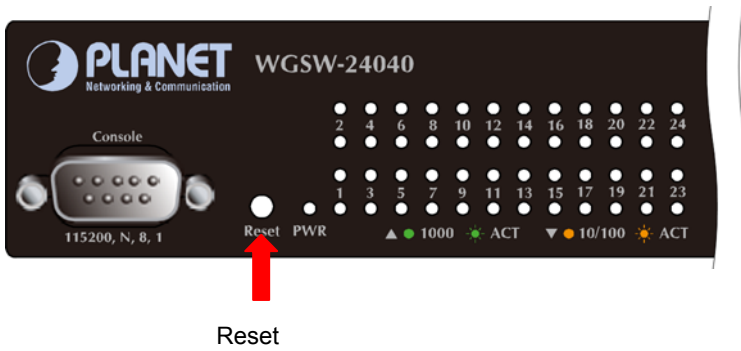 PLANET
Networking & Communication
WGSW-24040
Console
115200, N, 8, 1
Reset
PWR
2 4 6 8 10 12 14 16 18 20 22 24
1 3 5 7 9 11 13 15 17 19 21 23
▲ ● 1000 ACT ▼ ● 10/100 ACT
Reset